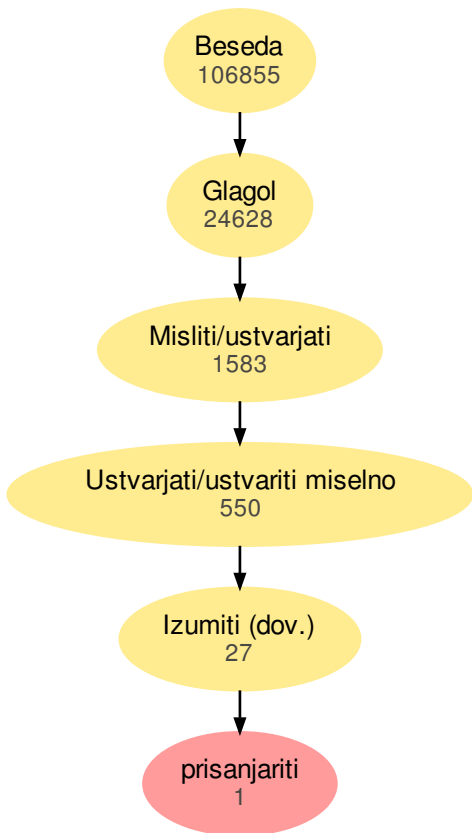 Beseda
106855
Glagol
24628
Misliti/ustvarjati
1583
Ustvarjati/ustvariti miselno
550
Izumiti (dov.)
27
prisanjariti
1